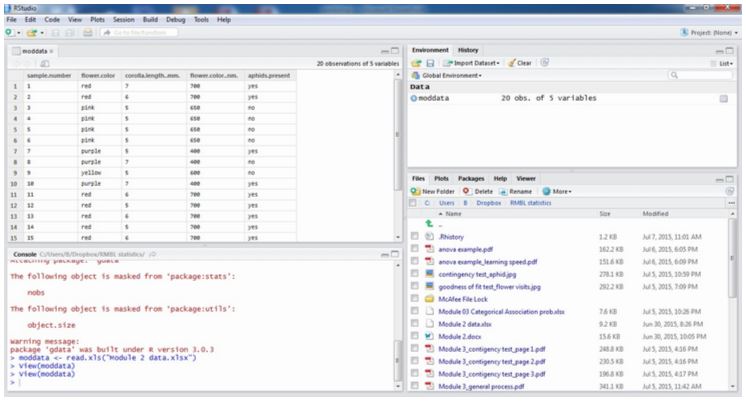 RStudio
File Edit Code View Plots Session Build Debug Tools Help
Go to file/function
Project: (None)
moddata
20 observations of 5 variables
sample.number flower.color corolla.length..mm. flower.color..nm. aphids.present
1 1 red 7 700 yes
2 2 red 6 700 yes
3 3 pink 5 650 no
4 4 pink 5 650 no
5 5 pink 5 650 no
6 6 pink 5 650 no
7 7 purple 5 400 yes
8 8 purple 7 400 no
9 9 yellow 5 600 no
10 10 purple 7 400 yes
11 11 red 6 700 yes
12 12 red 5 700 yes
13 13 red 6 700 yes
14 14 red 5 700 yes
15 15 red 6 700 yes
Console C:/Users/B/Dropbox/RMBL statistics/
Attaching package: 'gdata'
The following object is masked from 'package:stats':
nobs
The following object is masked from 'package:utils':
object.size
Warning message:
package 'gdata' was built under R version 3.0.3
> moddata <- read.xls("Module 2 data.xlsx")
> View(moddata)
> View(moddata)
>
Environment History
Import Dataset Clear List
Global Environment
Data
moddata 20 obs. of 5 variables
Files Plots Packages Help Viewer
New Folder Delete Rename More
C: Users B Dropbox RMBL statistics
Name Size Modified
..
.Rhistory 1.2 KB Jul 7, 2015, 11:01 AM
anova example.pdf 162.2 KB Jul 6, 2015, 6:05 PM
anova example_learning speed.pdf 151.6 KB Jul 6, 2015, 6:09 PM
contingency test_aphid.jpg 278.1 KB Jul 5, 2015, 10:59 PM
goodness of fit test_flower visits.jpg 292.2 KB Jul 5, 2015, 7:09 PM
McAfee File Lock
Module 03 Categorical Association prob.xlsx 7.6 KB Jul 5, 2015, 10:26 PM
Module 2 data.xlsx 9.2 KB Jun 30, 2015, 8:26 PM
Module 2.docx 15.6 KB Jun 30, 2015, 10:05 PM
Module 3_contigency test_page 1.pdf 248.8 KB Jul 5, 2015, 4:16 PM
Module 3_contigency test_page 2.pdf 230.5 KB Jul 5, 2015, 4:16 PM
Module 3_contigency test_page 3.pdf 196.8 KB Jul 5, 2015, 4:17 PM
Module 3_general process.pdf 341.1 KB Jul 5, 2015, 11:42 AM